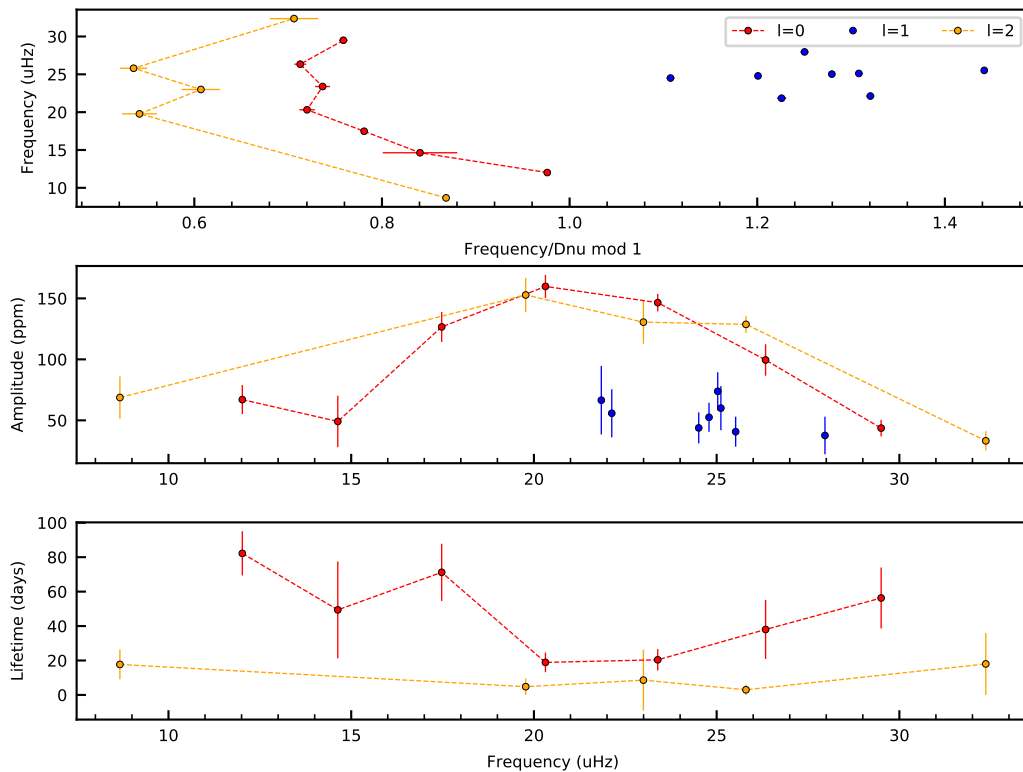 Frequency (uHz)
30
25
20
15
10
l=0 l=1 l=2
0.6 0.8 1.0 1.2 1.4
Frequency/Dnu mod 1
Amplitude (ppm)
150
100
50
10 15 20 25 30
Lifetime (days)
100
80
60
40
20
0
10 15 20 25 30
Frequency (uHz)